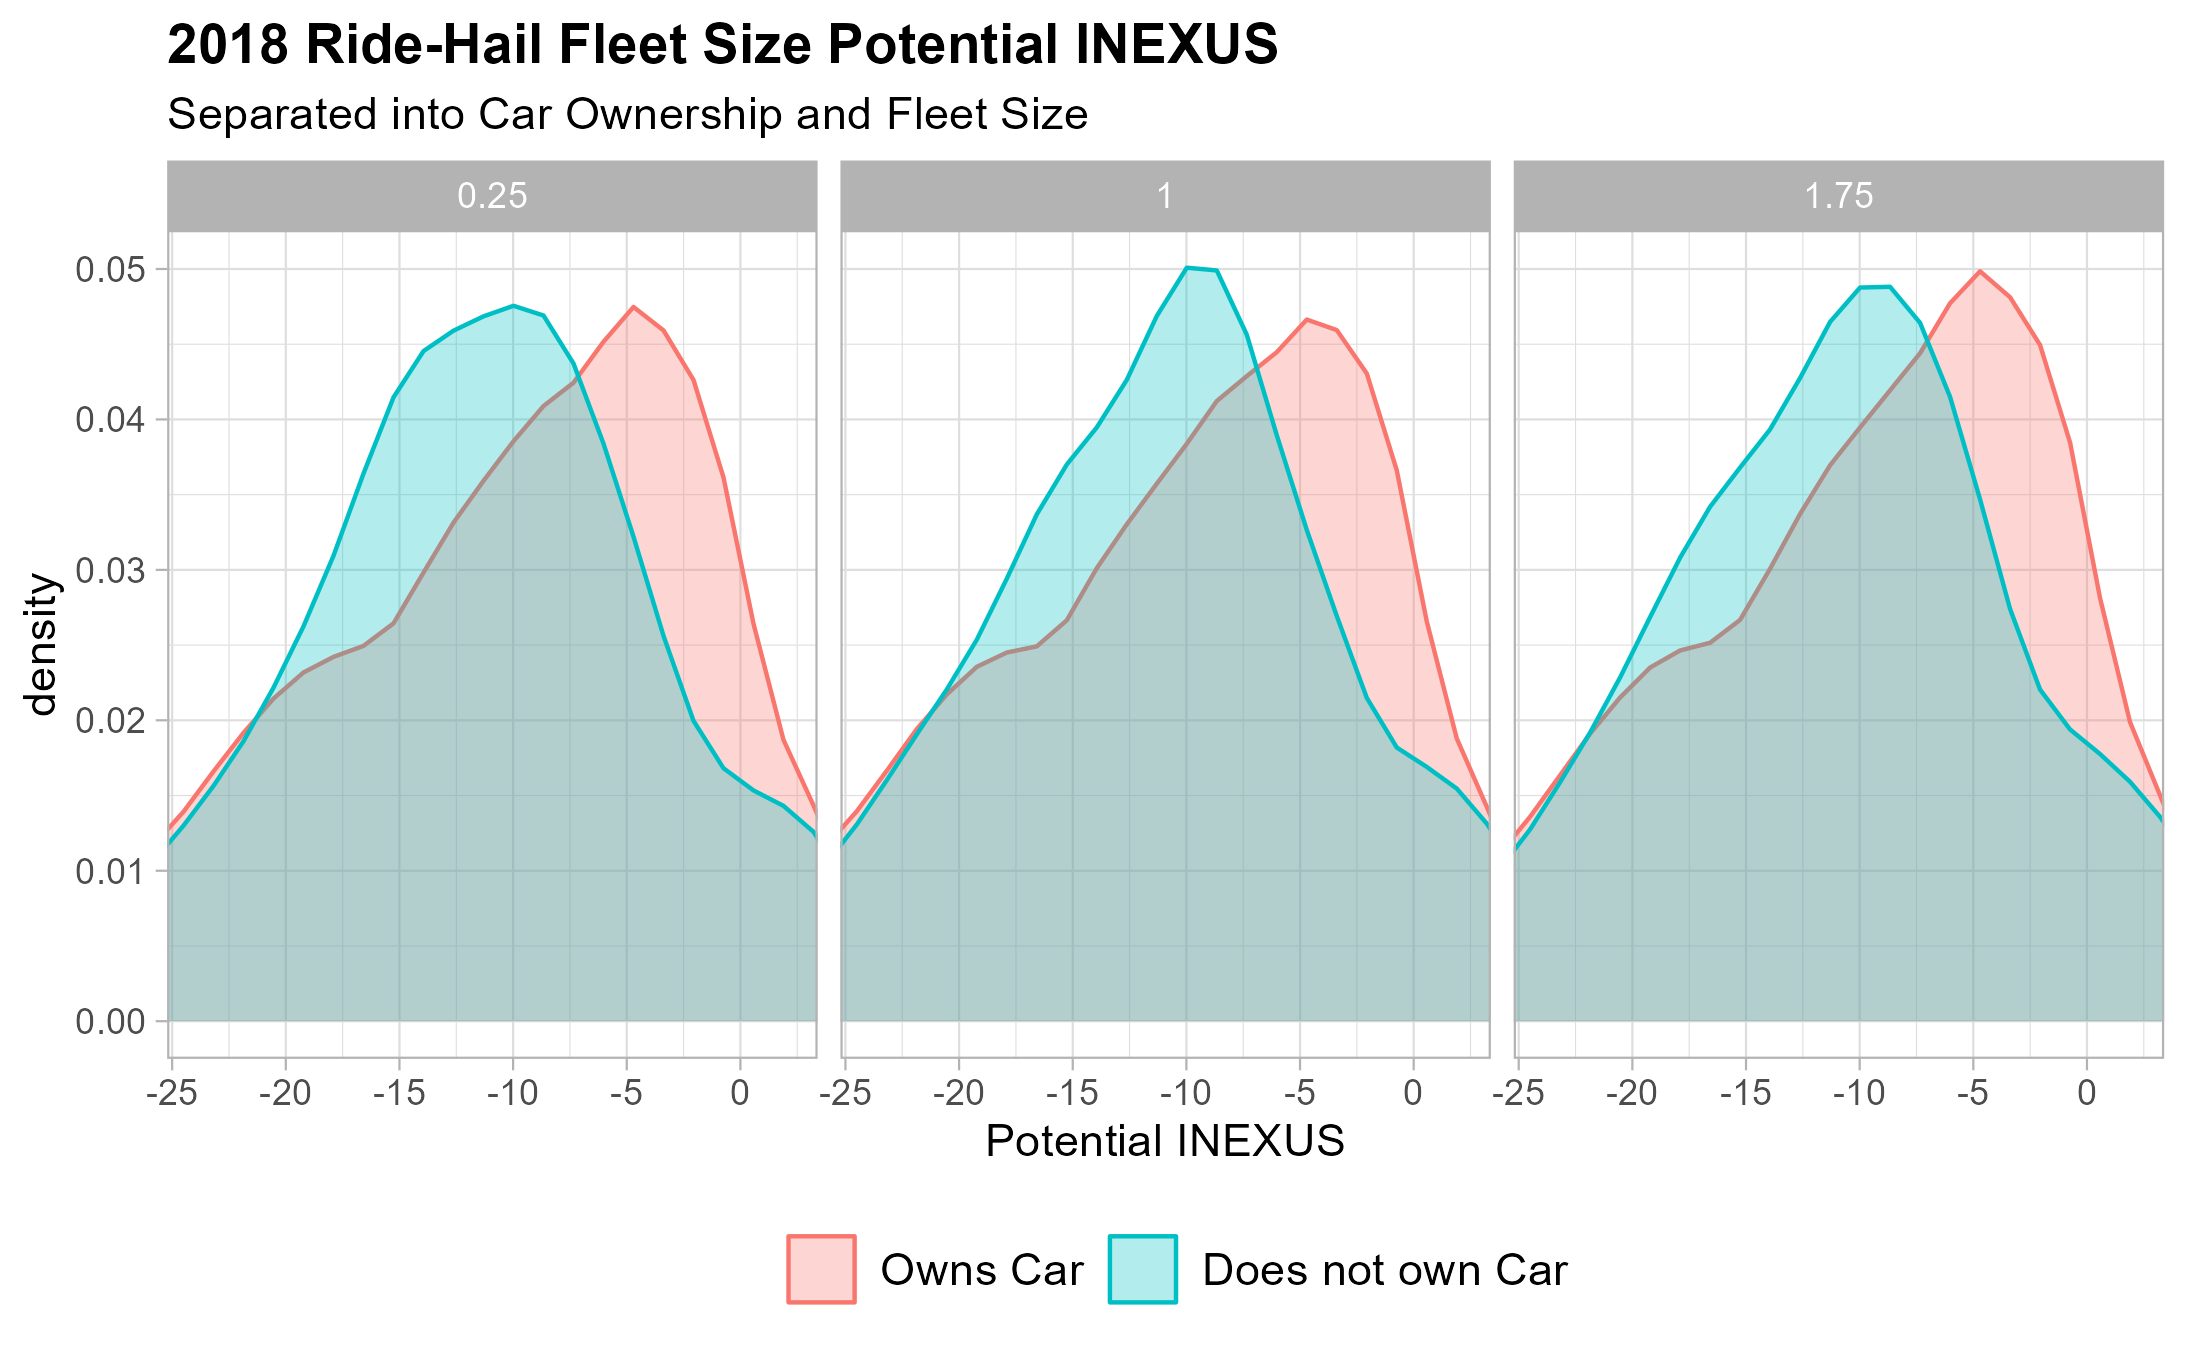 2018 Ride-Hail Fleet Size Potential INEXUS
Separated into Car Ownership and Fleet Size
0.25 1 1.75
density
0.05
0.04
0.03
0.02
0.01
0.00
-25 -20 -15 -10 -5 0 -25 -20 -15 -10 -5 0 -25 -20 -15 -10 -5 0
Potential INEXUS
Owns Car Does not own Car